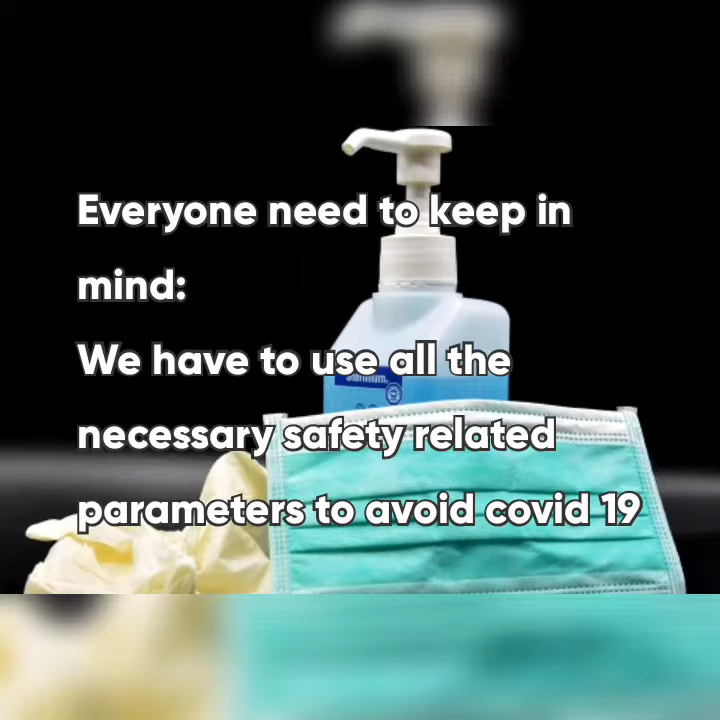 Everyone need to keep in
mind:
We have to use all the
necessary safety related
parameters to avoid covid 19